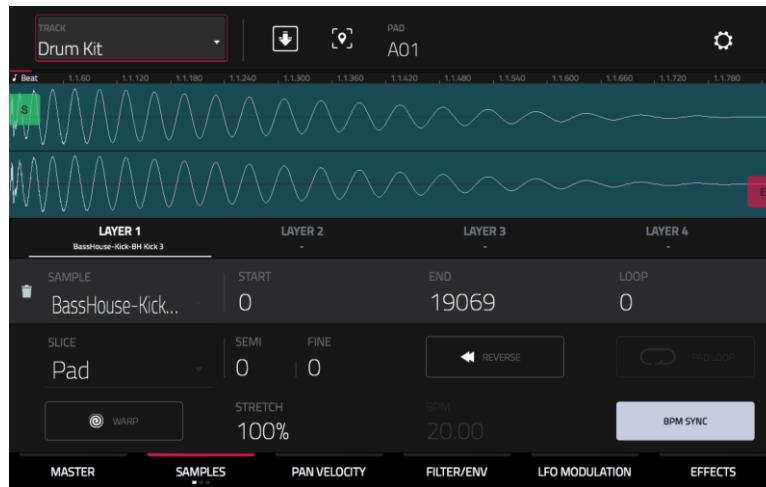 TRACK
Drum Kit
PAD
A01
Beat 1.1.60 1.1.120 1.1.180 1.1.240 1.1.300 1.1.360 1.1.420 1.1.480 1.1.540 1.1.600 1.1.660 1.1.720 1.1.780
S
E
LAYER 1 LAYER 2 LAYER 3 LAYER 4
BassHouse-Kick-BH Kick 3 - - -
SAMPLE START END LOOP
BassHouse-Kick... 0 19069 0
SLICE SEMI FINE
Pad 0 0 REVERSE PAD LOOP
WARP STRETCH BPM
100% 20.00 BPM SYNC
MASTER SAMPLES PAN VELOCITY FILTER/ENV LFO MODULATION EFFECTS